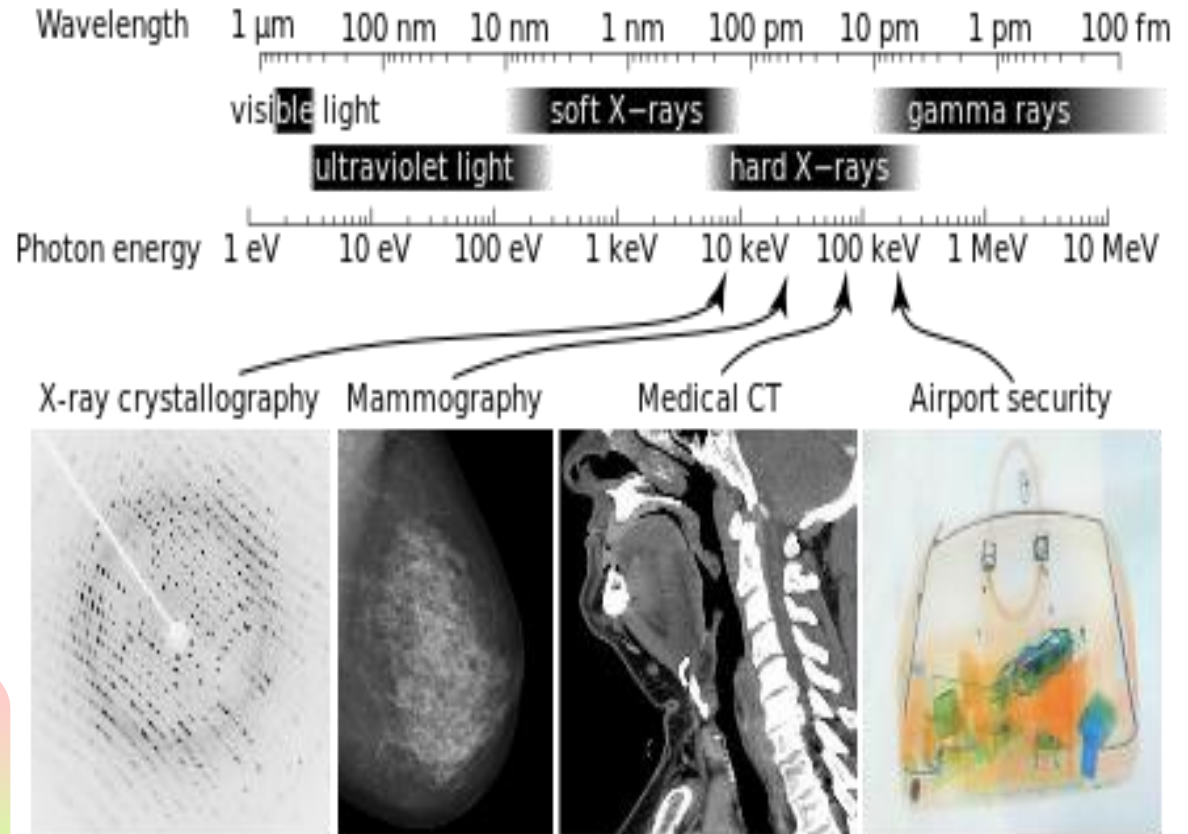 Wavelength 1 µm 100 nm 10 nm 1 nm 100 pm 10 pm 1 pm 100 fm
visible light soft X–rays gamma rays
ultraviolet light hard X–rays
Photon energy 1 eV 10 eV 100 eV 1 keV 10 keV 100 keV 1 MeV 10 MeV
X-ray crystallography Mammography Medical CT Airport security